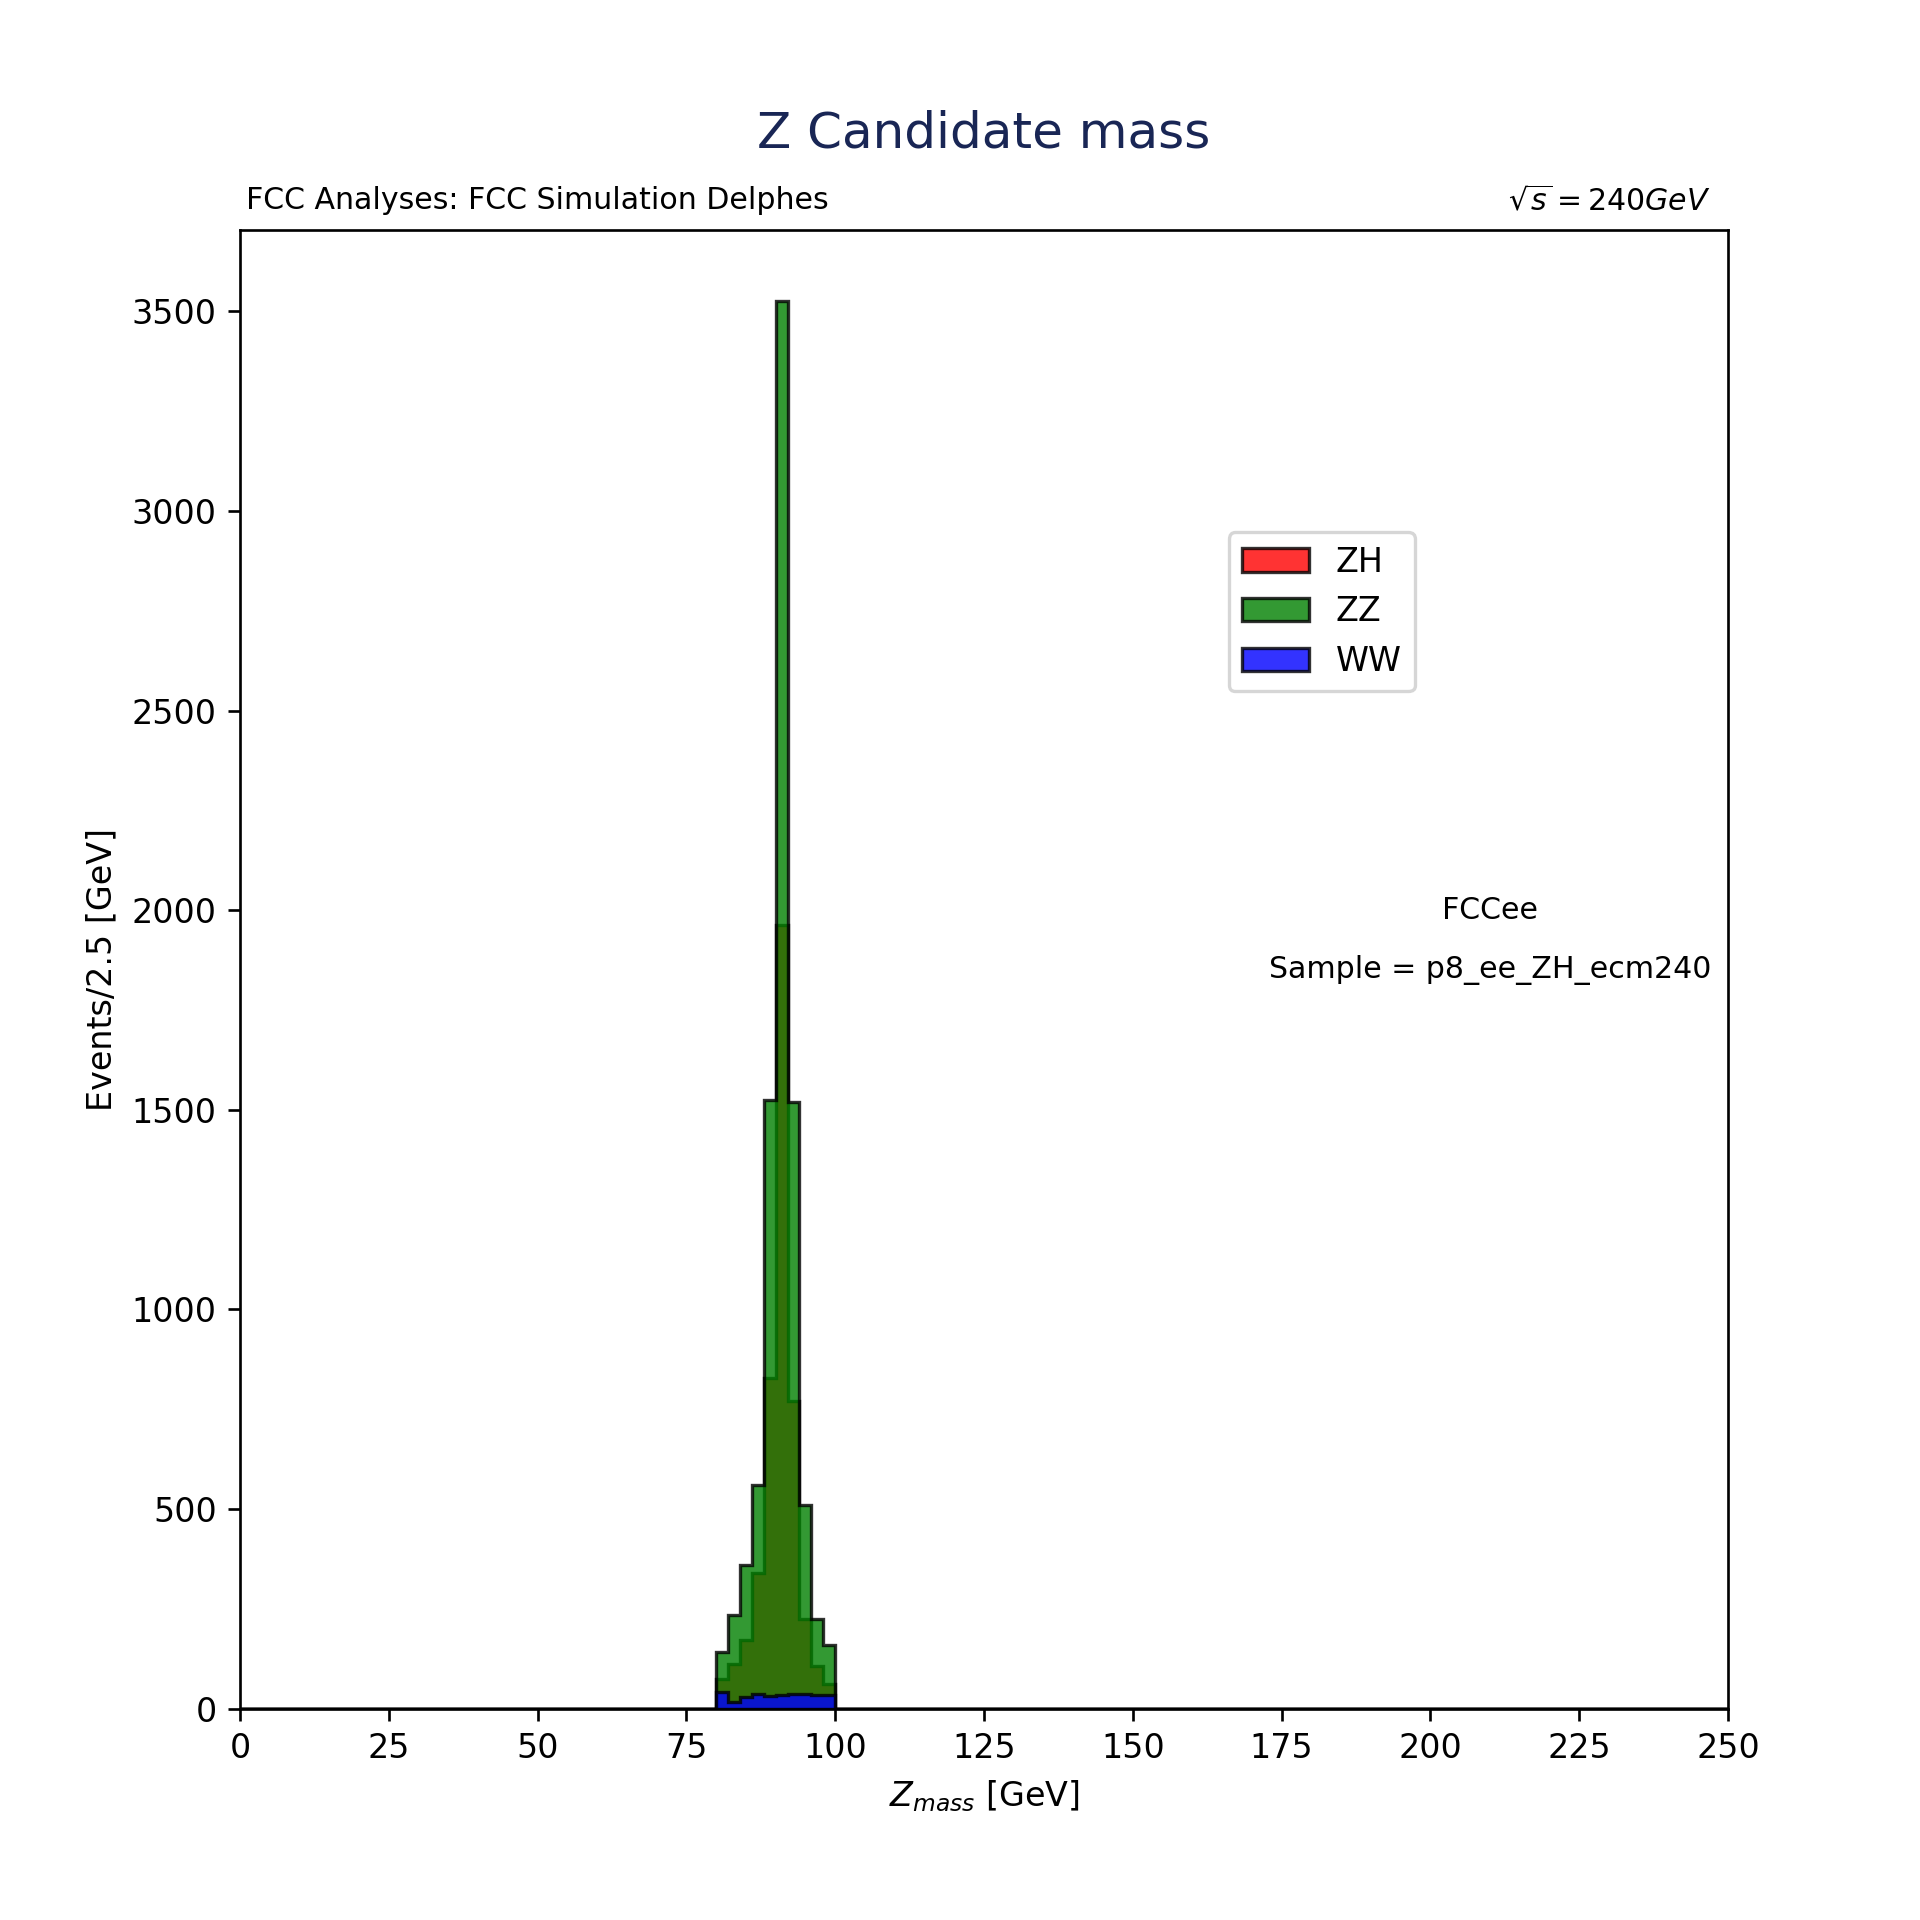 Z Candidate mass
FCC Analyses: FCC Simulation Delphes
√s = 240GeV
3500
3000
2500
2000
1500
1000
500
0
Events/2.5 [GeV]
ZH
ZZ
WW
FCCee
Sample = p8_ee_ZH_ecm240
0 25 50 75 100 125 150 175 200 225 250
Z_mass [GeV]